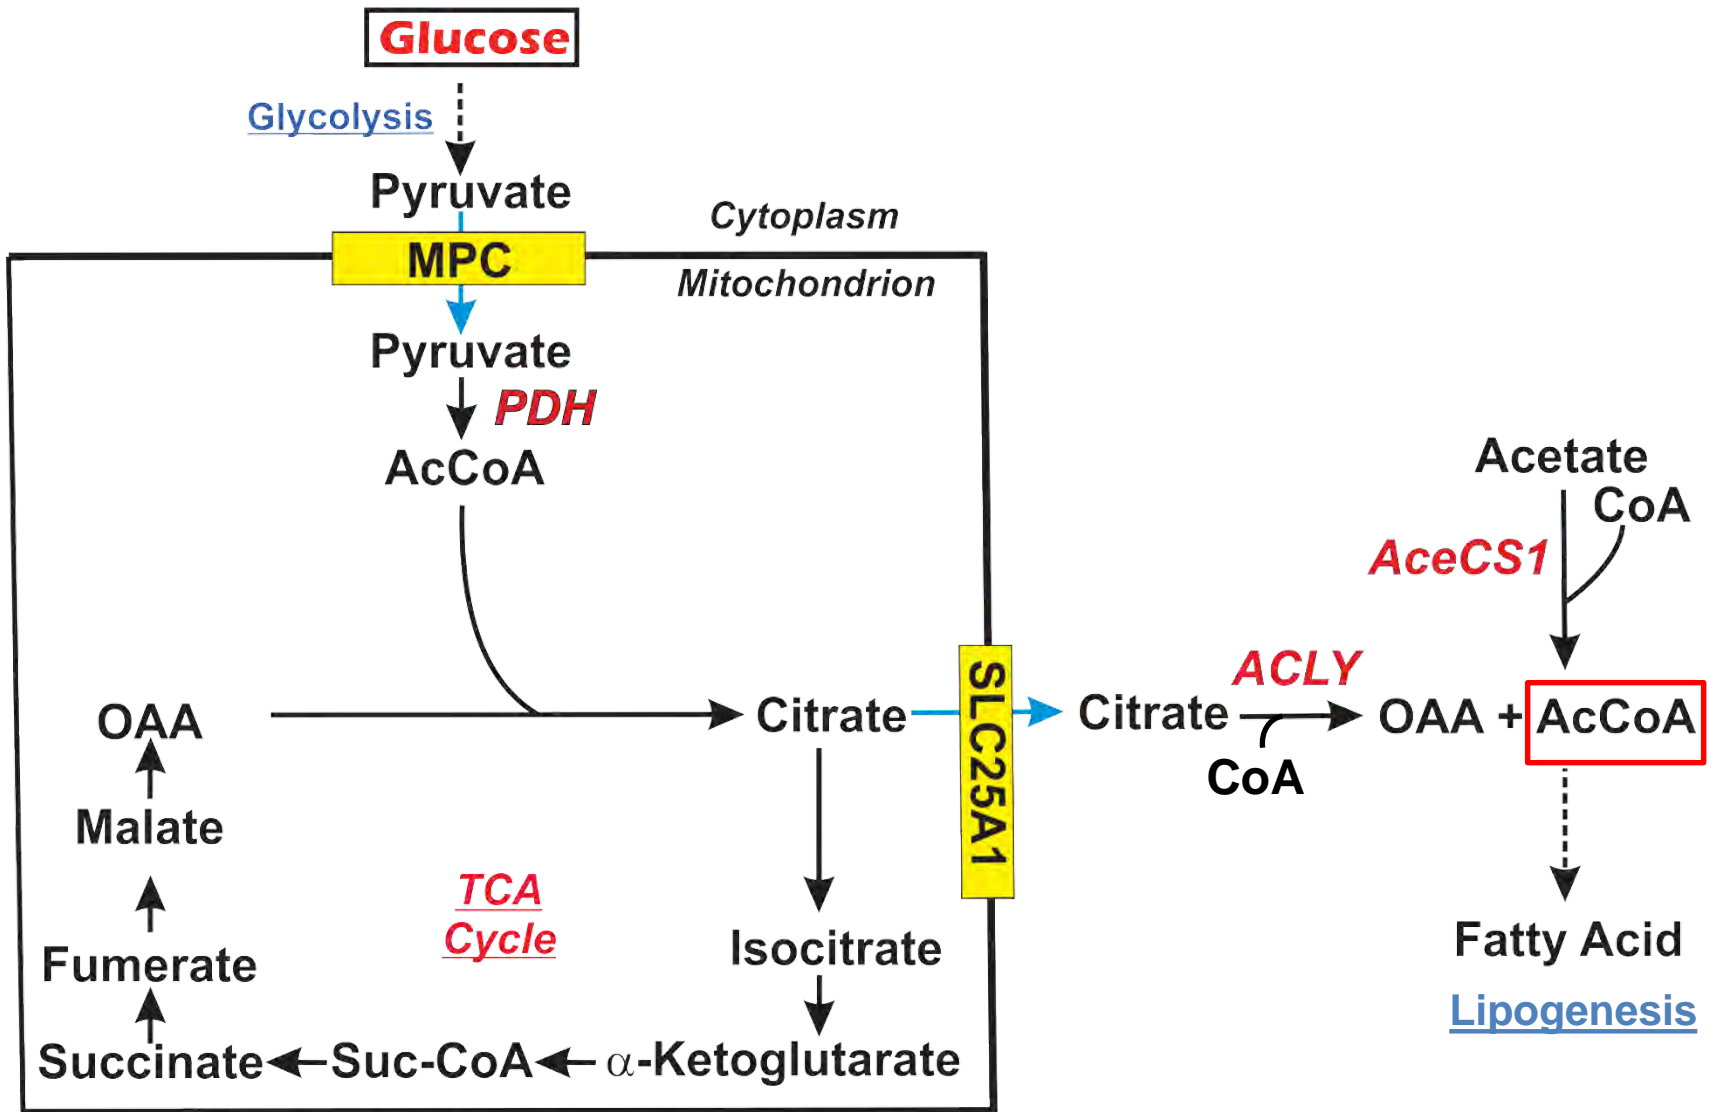 Glucose
Glycolysis
Pyruvate
Cytoplasm
MPC
Mitochondrion
Pyruvate
PDH
AcCoA
Acetate
CoA
AceCS1
SLC25A1
ACLY
OAA
Citrate
Citrate
OAA + AcCoA
CoA
Malate
TCA
Cycle
Fumerate
Isocitrate
Fatty Acid
Lipogenesis
Succinate
Suc-CoA
α-Ketoglutarate